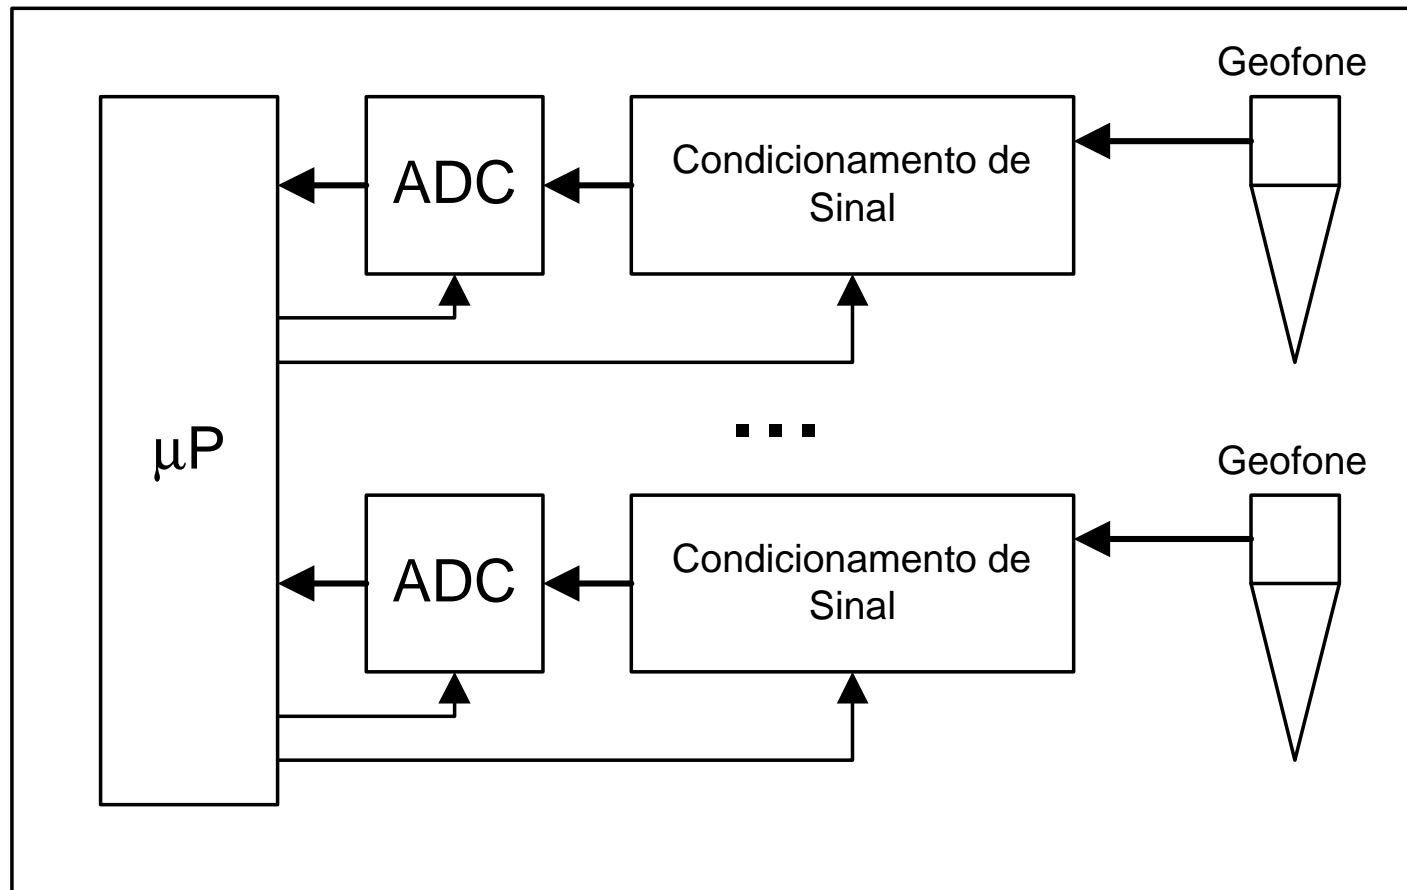 Geofone
ADC
Condicionamento de
Sinal
μP
...
Geofone
ADC
Condicionamento de
Sinal